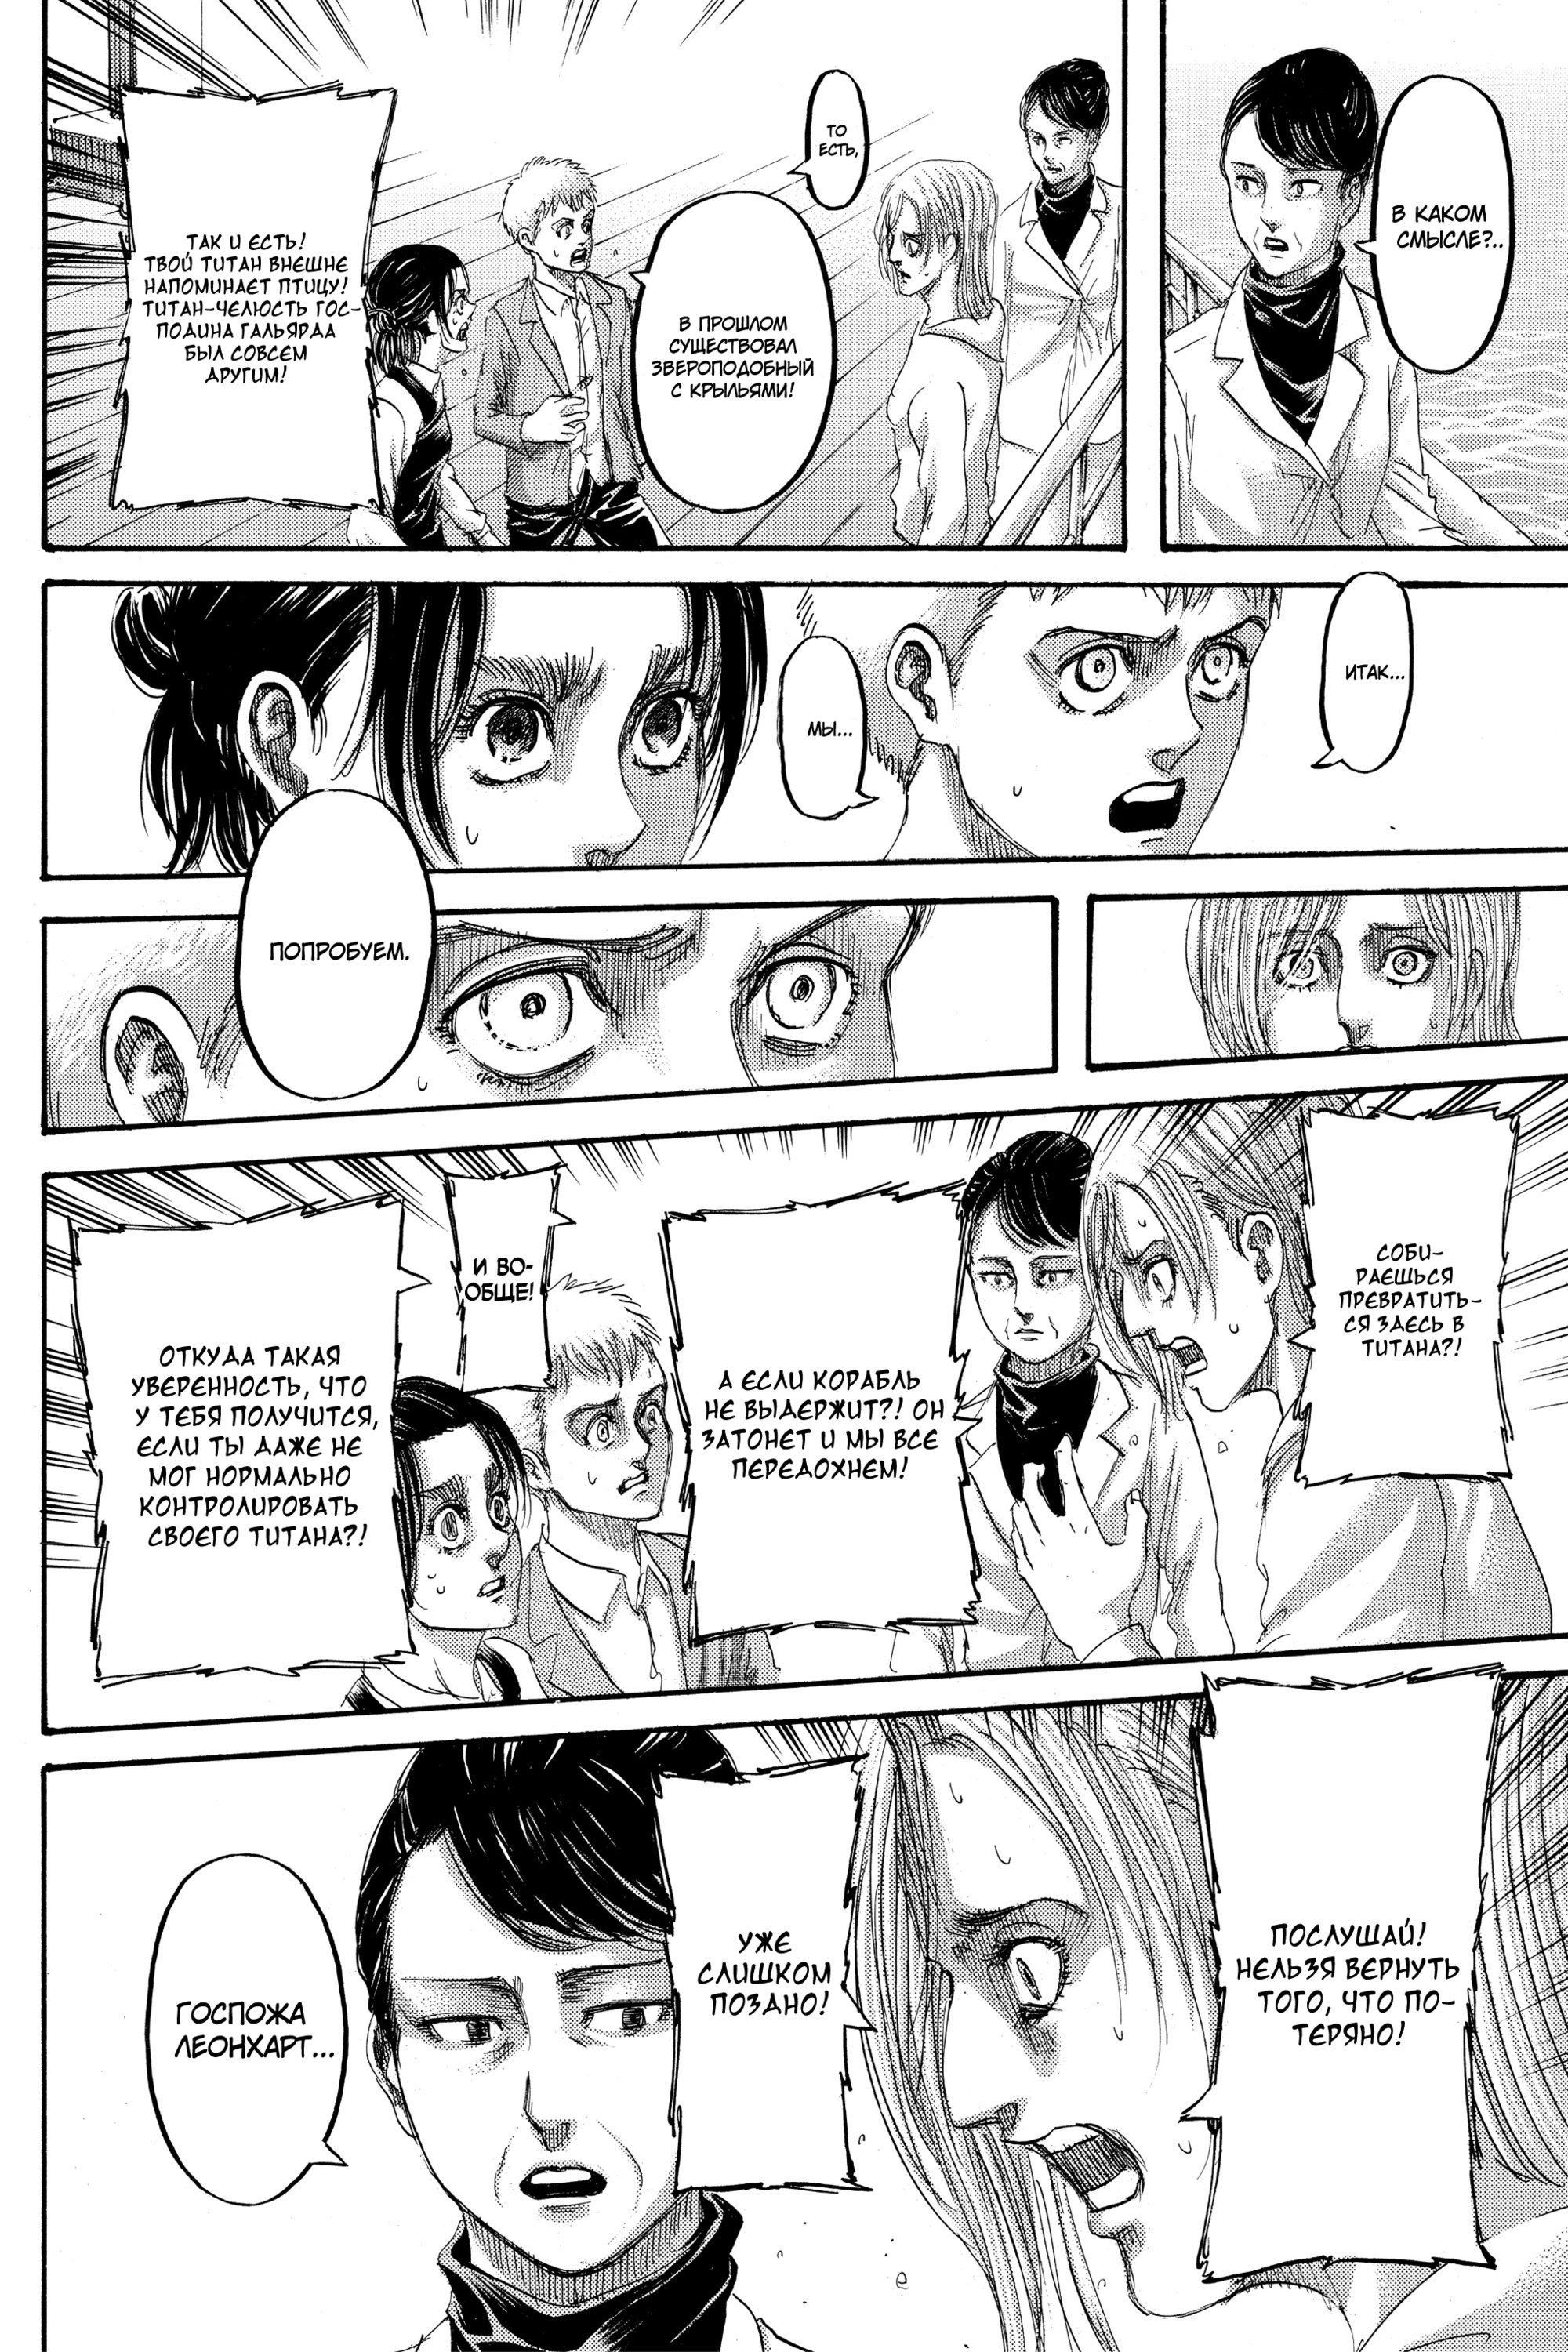 В КАКОМ
СМЫСЛЕ?..
ТО
ЕСТЬ,
В ПРОШЛОМ
СУЩЕСТВОВАЛ
ЗВЕРОПОДОБНЫЙ
С КРЫЛЬЯМИ!
ТАК И ЕСТЬ!
ТВОЙ ТИТАН ВНЕШНЕ
НАПОМИНАЕТ ПТИЦУ!
ТИТАН-ЧЕЛЮСТЬ ГОС-
ПОДИНА ГАЛЬЯРДА
БЫЛ СОВСЕМ
ДРУГИМ!
ИТАК...
МЫ...
ПОПРОБУЕМ.
СОБИ-
РАЕШЬСЯ
ПРЕВРАТИТЬ-
СЯ ЗДЕСЬ В
ТИТАНА?!
А ЕСЛИ КОРАБЛЬ
НЕ ВЫДЕРЖИТ?! ОН
ЗАТОНЕТ И МЫ ВСЕ
ПЕРЕДОХНЕМ!
И ВО-
ОБЩЕ!
ОТКУДА ТАКАЯ
УВЕРЕННОСТЬ, ЧТО
У ТЕБЯ ПОЛУЧИТСЯ,
ЕСЛИ ТЫ ДАЖЕ НЕ
МОГ НОРМАЛЬНО
КОНТРОЛИРОВАТЬ
СВОЕГО ТИТАНА?!
ПОСЛУШАЙ!
НЕЛЬЗЯ ВЕРНУТЬ
ТОГО, ЧТО ПО-
ТЕРЯНО!
УЖЕ
СЛИШКОМ
ПОЗДНО!
ГОСПОЖА
ЛЕОНХАРТ...